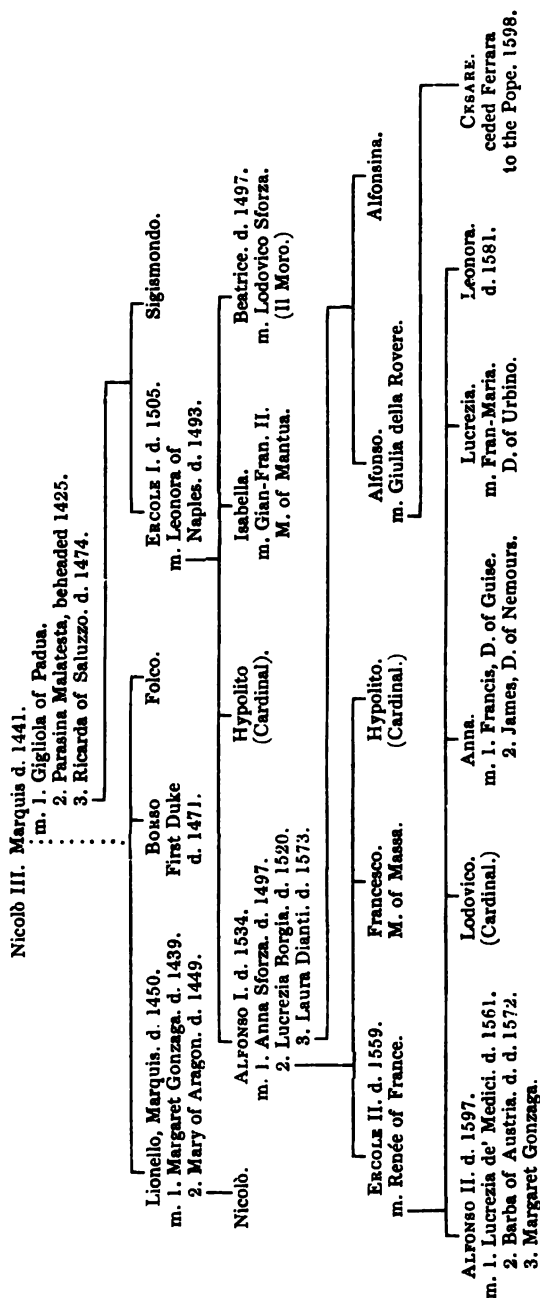 Nicolò III. Marquis d. 1441.
m. 1. Gigliola of Padua.
2. Parasina Malatesta, beheaded 1425.
3. Ricarda of Saluzzo. d. 1474.
Lionello, Marquis. d. 1450.
m. 1. Margaret Gonzaga. d. 1439.
2. Mary of Aragon. d. 1449.
BORSO
First Duke
d. 1471.
Folco.
ERCOLE I. d. 1505.
m. Leonora of
Naples. d. 1493.
Sigismondo.
Nicolò.
ALFONSO I. d. 1534.
m. 1. Anna Sforza. d. 1497.
2. Lucrezia Borgia. d. 1520.
3. Laura Dianti. d. 1573.
Hypolito
(Cardinal).
Isabella.
m. Gian-Fran. II.
M. of Mantua.
Beatrice. d. 1497.
m. Lodovico Sforza.
(Il Moro.)
ERCOLE II. d. 1559.
m. Renée of France.
Francesco.
M. of Massa.
Hypolito.
(Cardinal.)
Alfonso.
m. Giulia della Rovere.
Alfonsina.
ALFONSO II. d. 1597.
m. 1. Lucrezia de' Medici. d. 1561.
2. Barba of Austria. d. d. 1572.
3. Margaret Gonzaga.
Lodovico.
(Cardinal.)
Anna.
m. 1. Francis, D. of Guise.
2. James, D. of Nemours.
Lucrezia.
m. Fran-Maria.
D. of Urbino.
Leonora.
d. 1581.
CESARE.
ceded Ferrara
to the Pope. 1598.